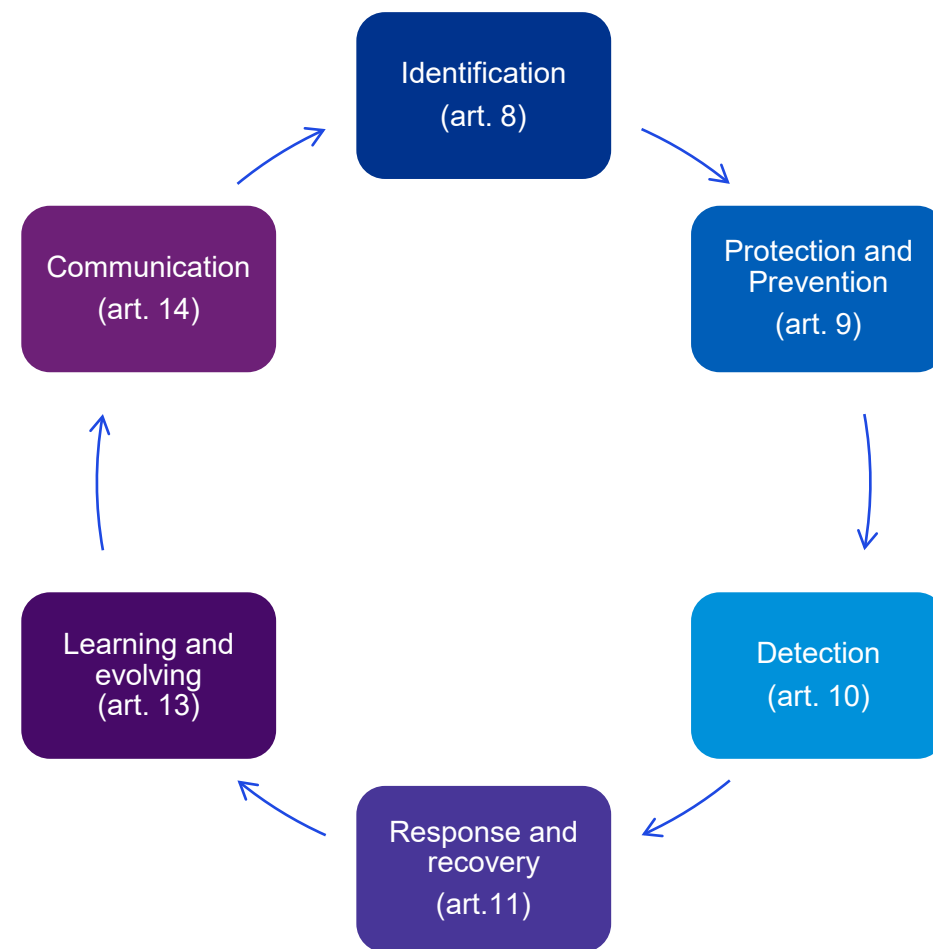 Identification
(art. 8)
Protection and
Prevention
(art. 9)
Detection
(art. 10)
Response and
recovery
(art.11)
Learning and
evolving
(art. 13)
Communication
(art. 14)